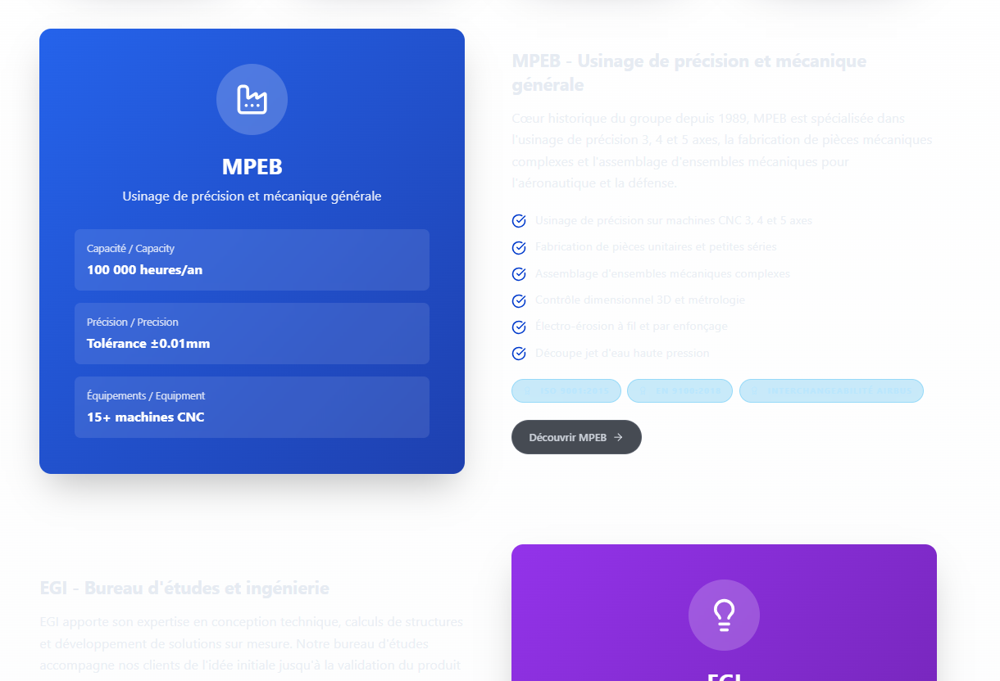 MPEB
Usinage de précision et mécanique générale
Capacité / Capacity
100 000 heures/an
Précision / Precision
Tolérance ±0.01mm
Équipements / Equipment
15+ machines CNC
MPEB - Usinage de précision et mécanique
générale
Cœur historique du groupe depuis 1989, MPEB est spécialisée dans
l'usinage de précision 3, 4 et 5 axes, la fabrication de pièces mécaniques
complexes et l'assemblage d'ensembles mécaniques pour
l'aéronautique et la défense.
Usinage de précision sur machines CNC 3, 4 et 5 axes
Fabrication de pièces unitaires et petites séries
Assemblage d'ensembles mécaniques complexes
Contrôle dimensionnel 3D et métrologie
Électro-érosion à fil et par enfonçage
Découpe jet d'eau haute pression
ISO 9001:2015
EN 9100:2018
INTERCHANGEABILITÉ AIRBUS
Découvrir MPEB
EGI - Bureau d'études et ingénierie
EGI apporte son expertise en conception technique, calculs de structures
et développement de solutions sur mesure. Notre bureau d'études
accompagne nos clients de l'idée initiale jusqu'à la validation du produit
EGI